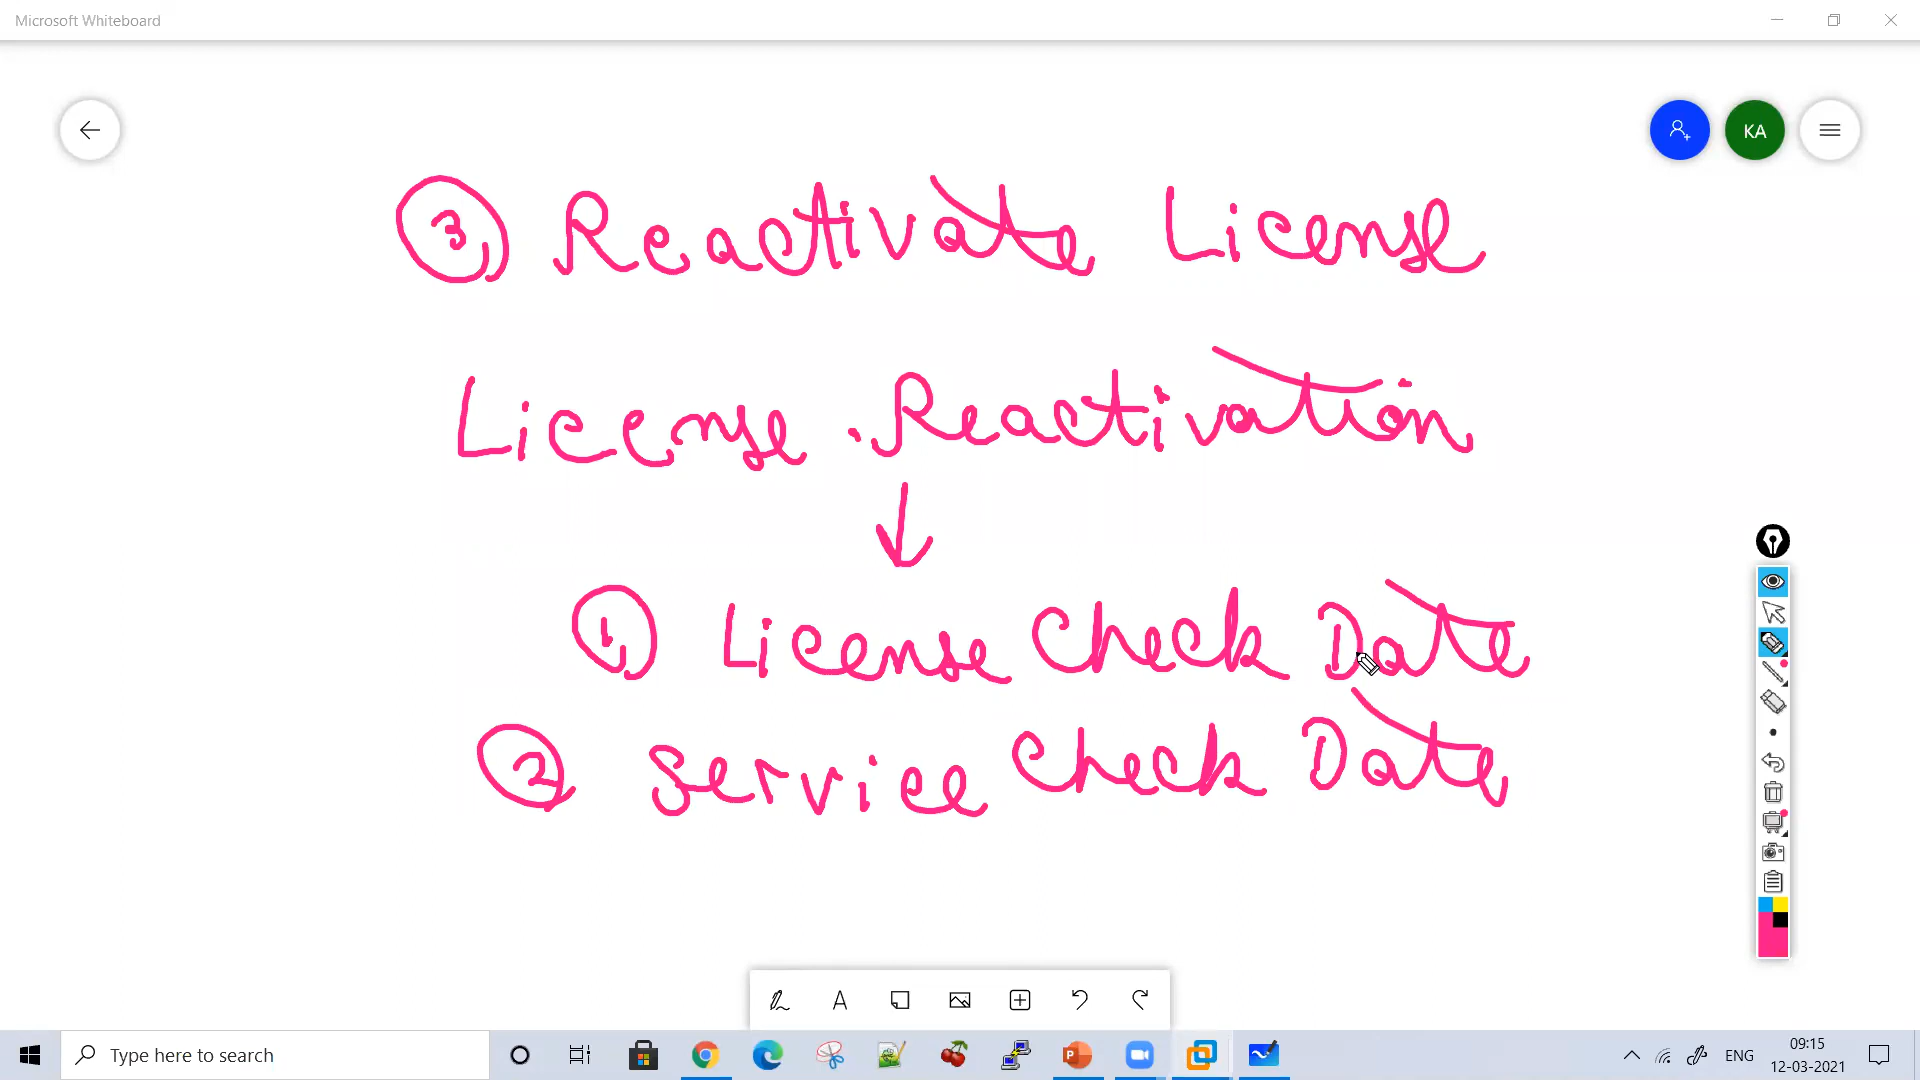 Microsoft Whiteboard
KA
3) Reactivate License
License.Reactivation
↓
1) License Check Date
2) Service Check Date
Type here to search
ENG
09:15
12-03-2021